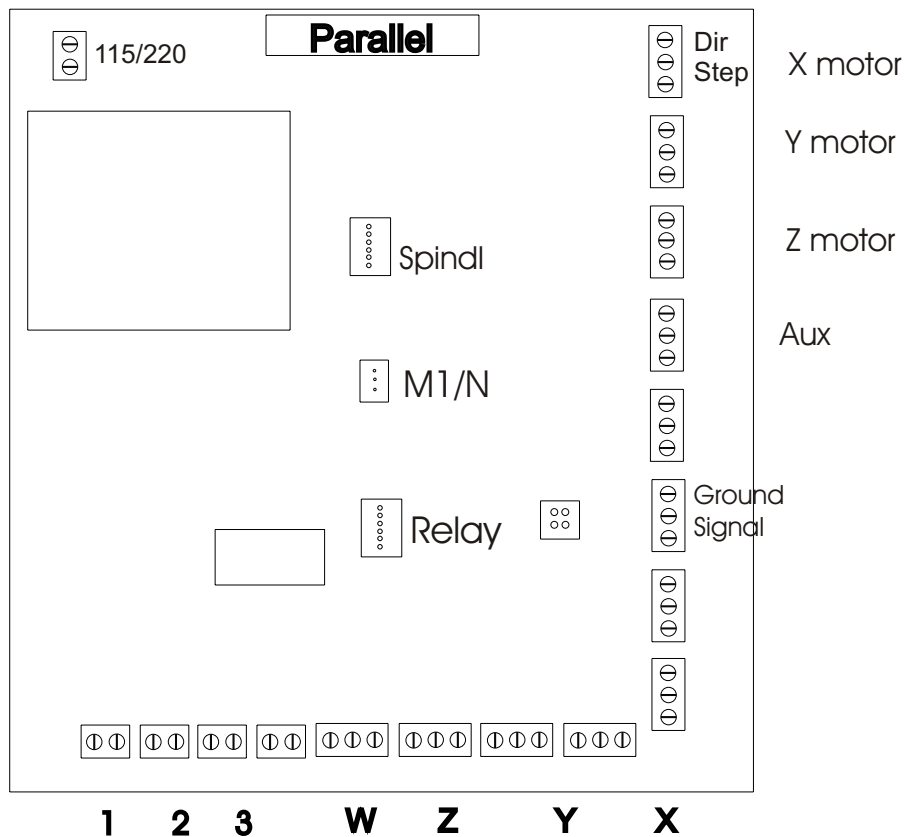 Parallel
115/220
Dir
Step
X motor
Y motor
Z motor
Spindl
Aux
M1/N
Relay
Ground
Signal
1 2 3 W Z Y X